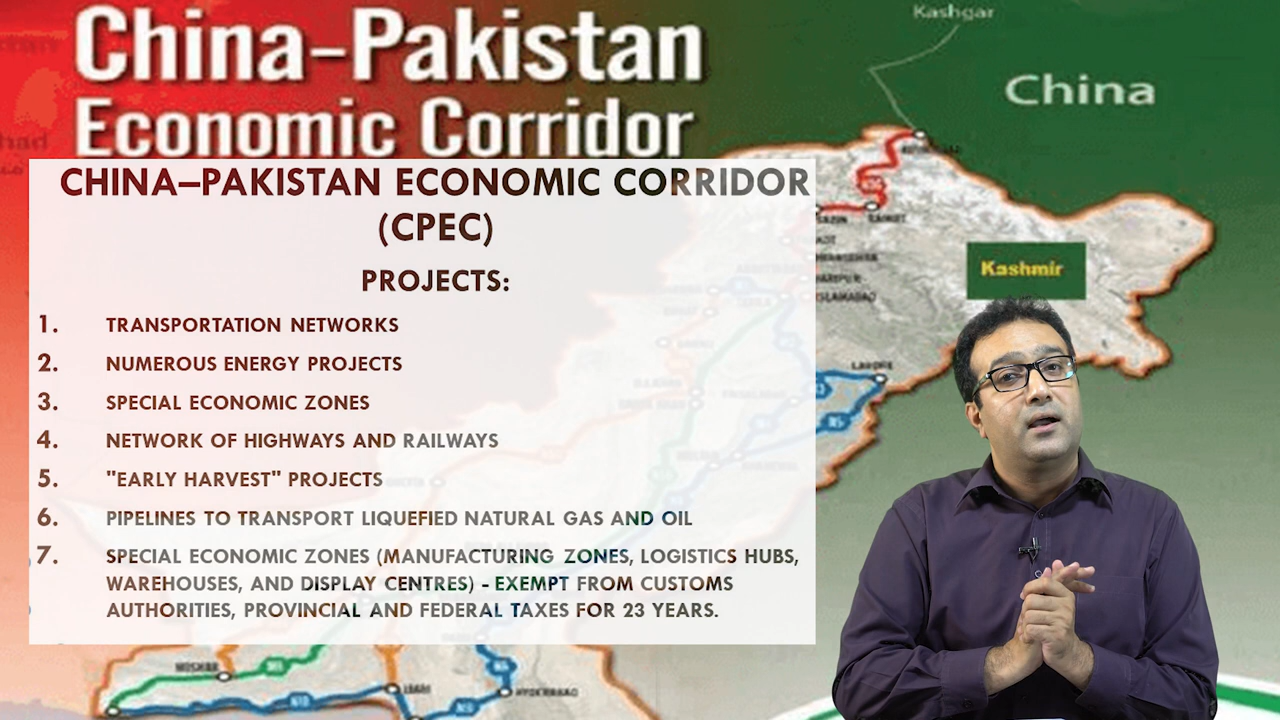 Kashgar
China-Pakistan
Economic Corridor
China
CHINA–PAKISTAN ECONOMIC CORRIDOR
(CPEC)
PROJECTS:
1. TRANSPORTATION NETWORKS
2. NUMEROUS ENERGY PROJECTS
3. SPECIAL ECONOMIC ZONES
4. NETWORK OF HIGHWAYS AND RAILWAYS
5. "EARLY HARVEST" PROJECTS
6. PIPELINES TO TRANSPORT LIQUEFIED NATURAL GAS AND OIL
7. SPECIAL ECONOMIC ZONES (MANUFACTURING ZONES, LOGISTICS HUBS,
WAREHOUSES, AND DISPLAY CENTRES) - EXEMPT FROM CUSTOMS
AUTHORITIES, PROVINCIAL AND FEDERAL TAXES FOR 23 YEARS.
Kashmir
LAHORE
HYDERABAD